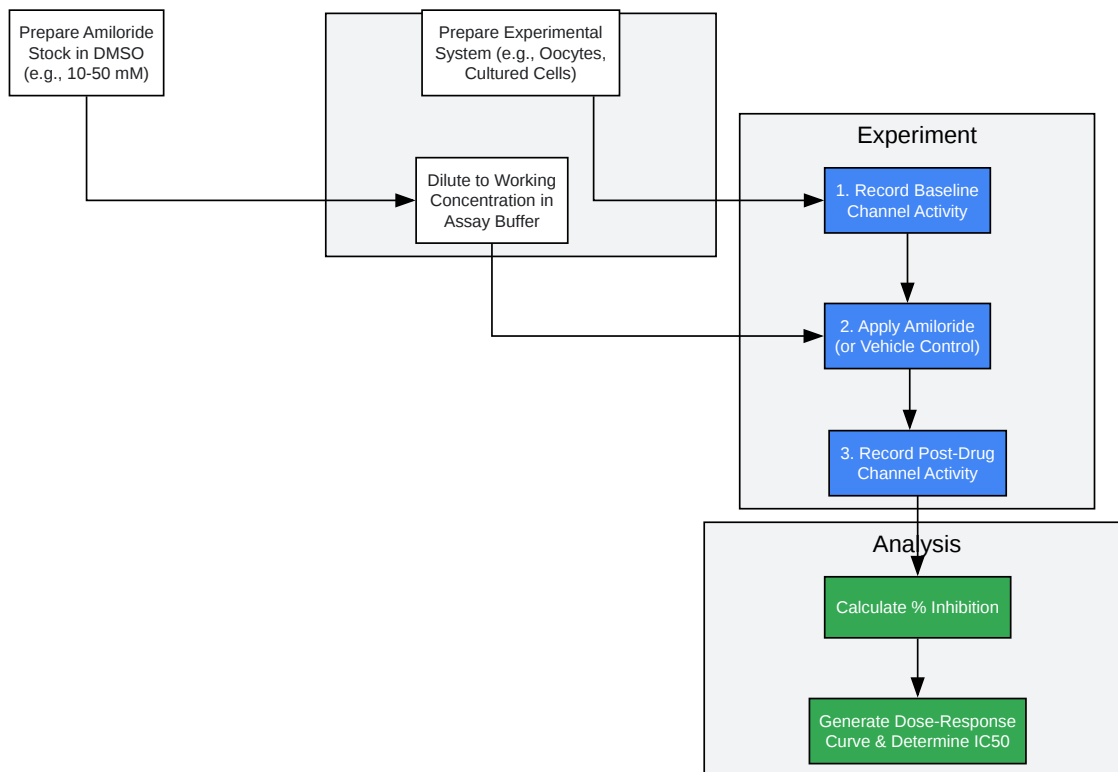 Prepare Amiloride
Stock in DMSO
(e.g., 10-50 mM)
Prepare Experimental
System (e.g., Oocytes,
Cultured Cells)
Dilute to Working
Concentration in
Assay Buffer
Experiment
1. Record Baseline
Channel Activity
2. Apply Amiloride
(or Vehicle Control)
3. Record Post-Drug
Channel Activity
Analysis
Calculate % Inhibition
Generate Dose-Response
Curve & Determine IC50